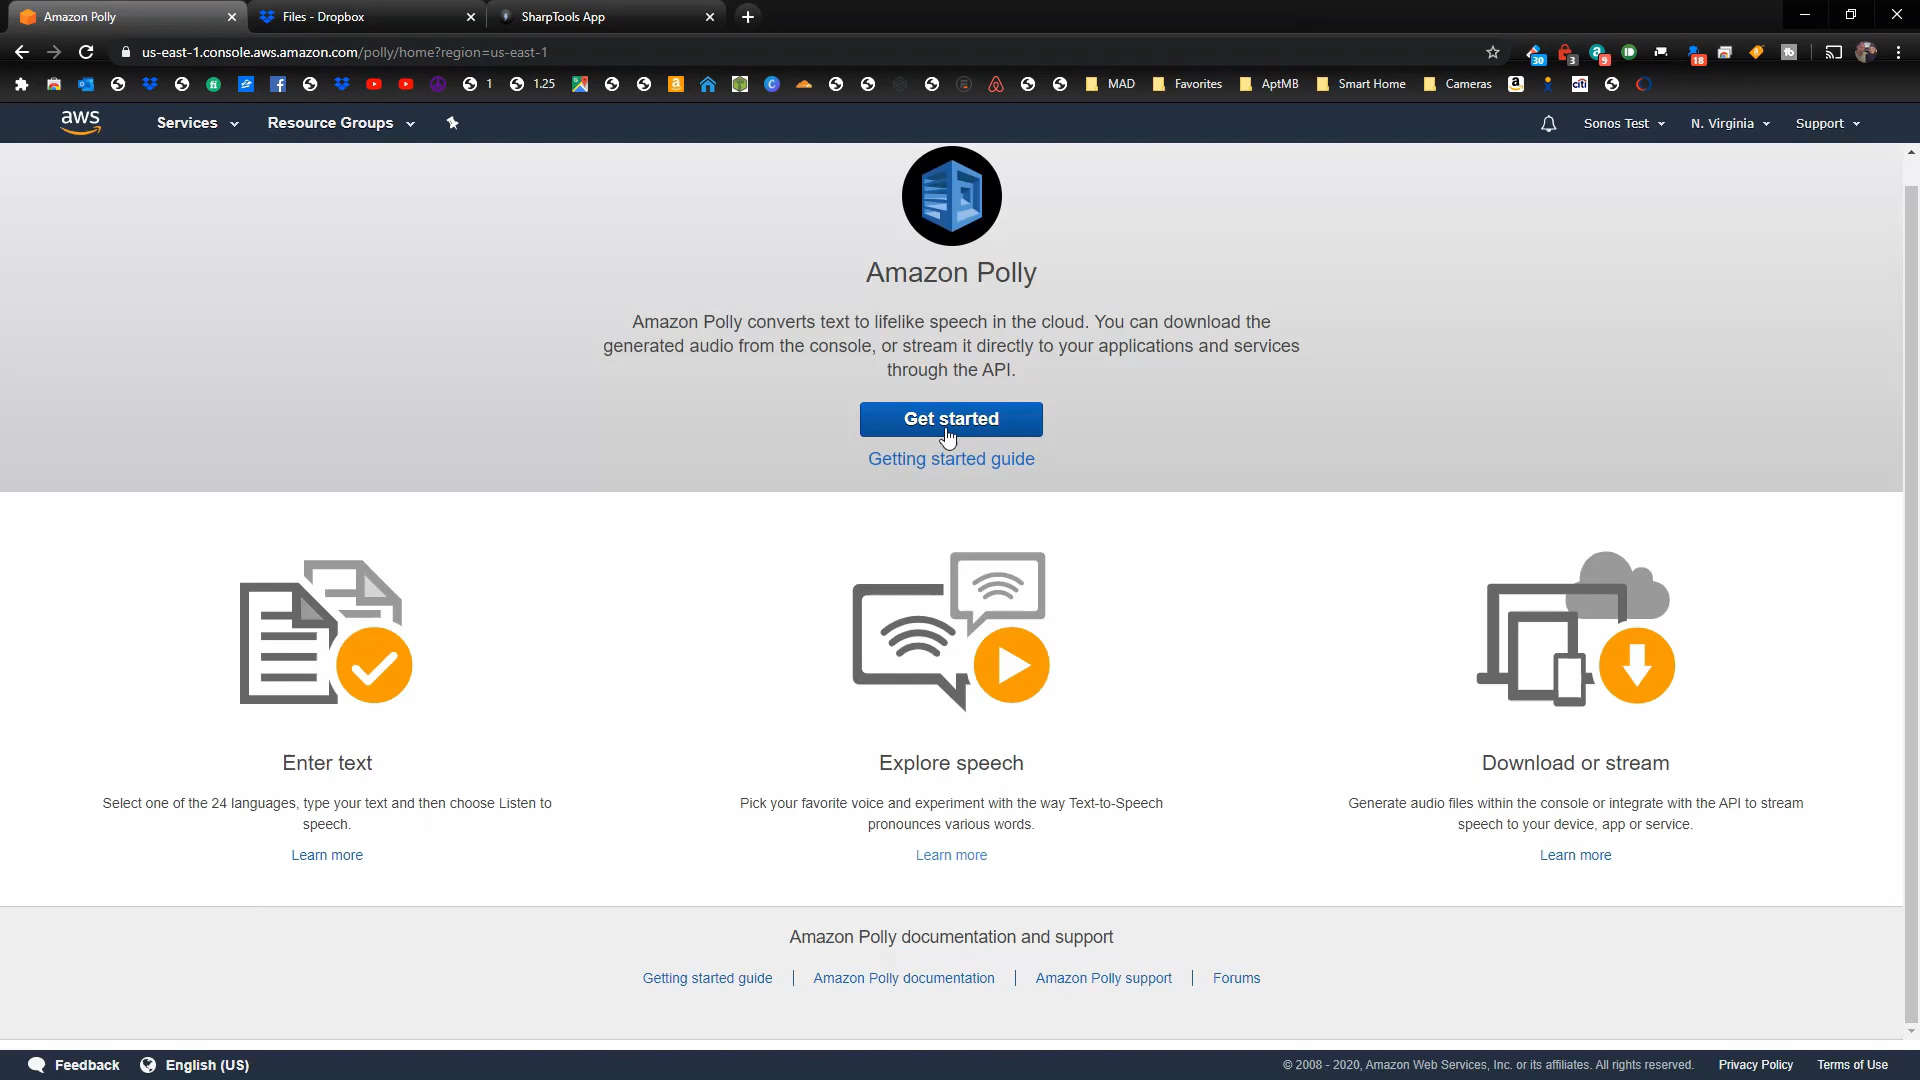 Amazon Polly
Files - Dropbox
SharpTools App
us-east-1.console.aws.amazon.com/polly/home?region=us-east-1
30
3
9
18
1
1.25
MAD
Favorites
AptMB
Smart Home
Cameras
citi
aws
Services
Resource Groups
Sonos Test
N. Virginia
Support
Amazon Polly
Amazon Polly converts text to lifelike speech in the cloud. You can download the
generated audio from the console, or stream it directly to your applications and services
through the API.
Get started
Getting started guide
Enter text
Select one of the 24 languages, type your text and then choose Listen to
speech.
Learn more
Explore speech
Pick your favorite voice and experiment with the way Text-to-Speech
pronounces various words.
Learn more
Download or stream
Generate audio files within the console or integrate with the API to stream
speech to your device, app or service.
Learn more
Amazon Polly documentation and support
Getting started guide
Amazon Polly documentation
Amazon Polly support
Forums
Feedback
English (US)
© 2008 - 2020, Amazon Web Services, Inc. or its affiliates. All rights reserved.
Privacy Policy
Terms of Use